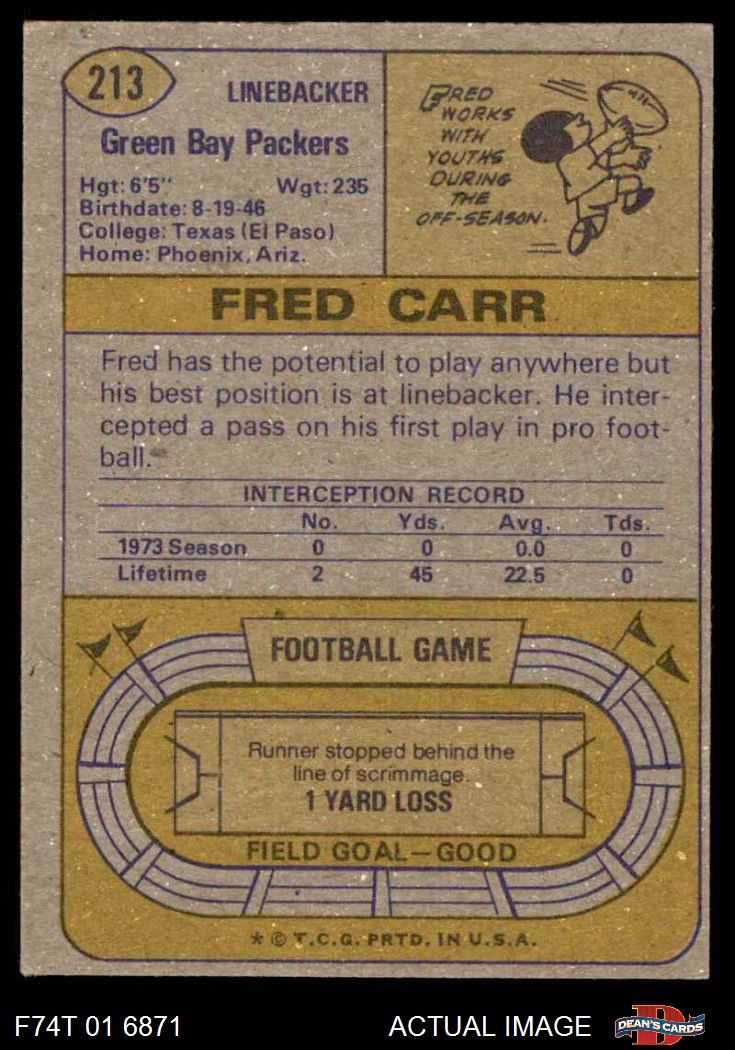 213
LINEBACKER
Green Bay Packers
Hgt: 6'5" Wgt: 235
Birthdate: 8-19-46
College: Texas (El Paso)
Home: Phoenix, Ariz.
FRED
WORKS
WITH
YOUTHS
DURING
THE
OFF-SEASON.
FRED CARR
Fred has the potential to play anywhere but
his best position is at linebacker. He inter-
cepted a pass on his first play in pro foot-
ball.
INTERCEPTION RECORD
No. Yds. Avg. Tds.
1973 Season 0 0 0.0 0
Lifetime 2 45 22.5 0
FOOTBALL GAME
Runner stopped behind the
line of scrimmage.
1 YARD LOSS
FIELD GOAL—GOOD
* © T.C.G. PRTD. IN U.S.A.
F74T 01 6871 ACTUAL IMAGE
D
DEAN'S CARDS